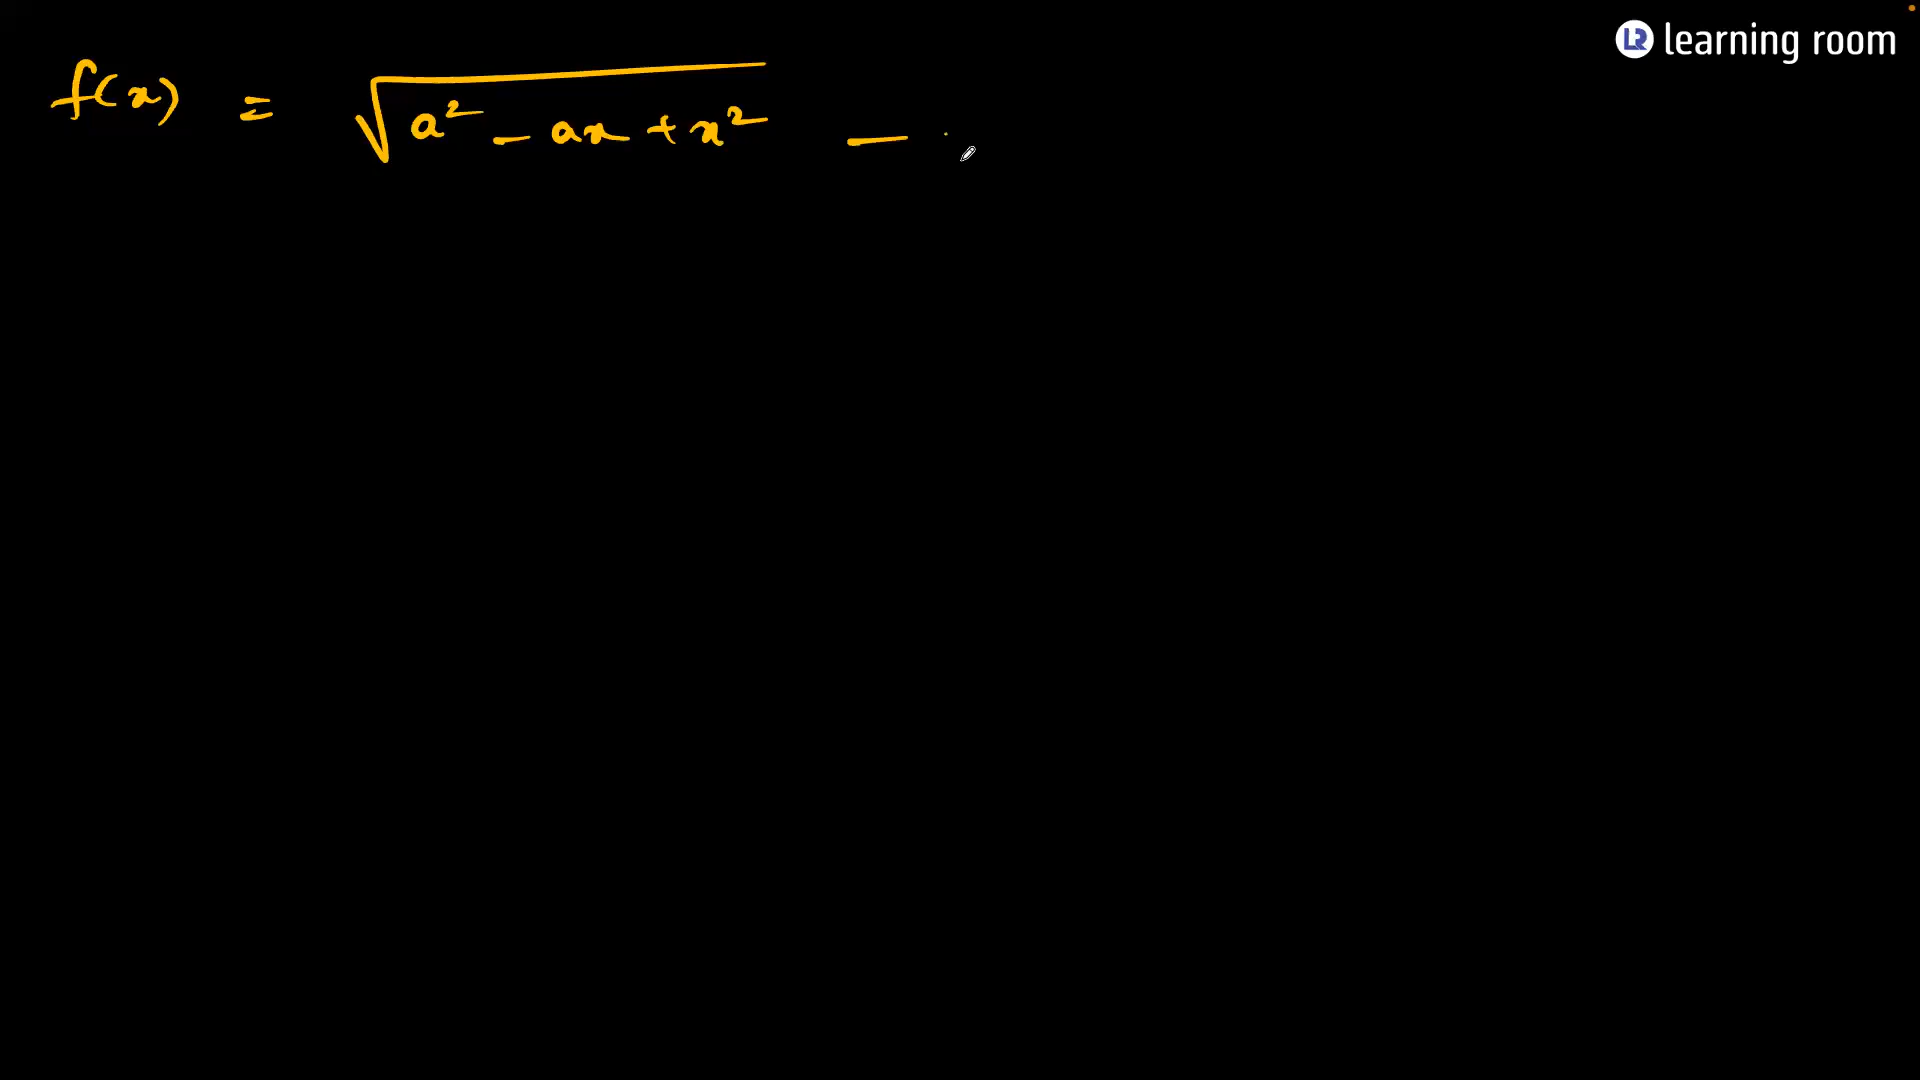 learning room
f(x) = √(a² - ax + x²) -